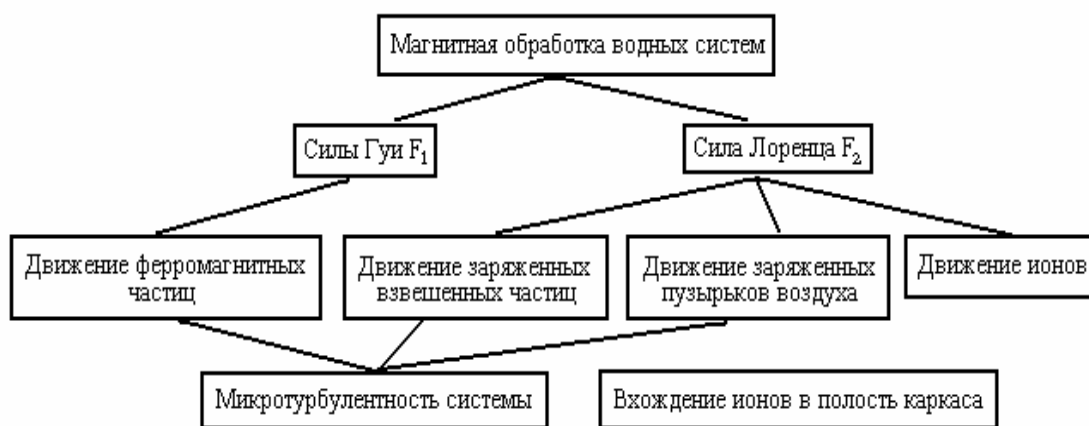 Магнитная обработка водных систем
Силы Гуи F₁
Сила Лоренца F₂
Движение ферромагнитных
частиц
Движение заряженных
взвешенных частиц
Движение заряженных
пузырьков воздуха
Движение ионов
Микротурбулентность системы
Вхождение ионов в полость каркаса